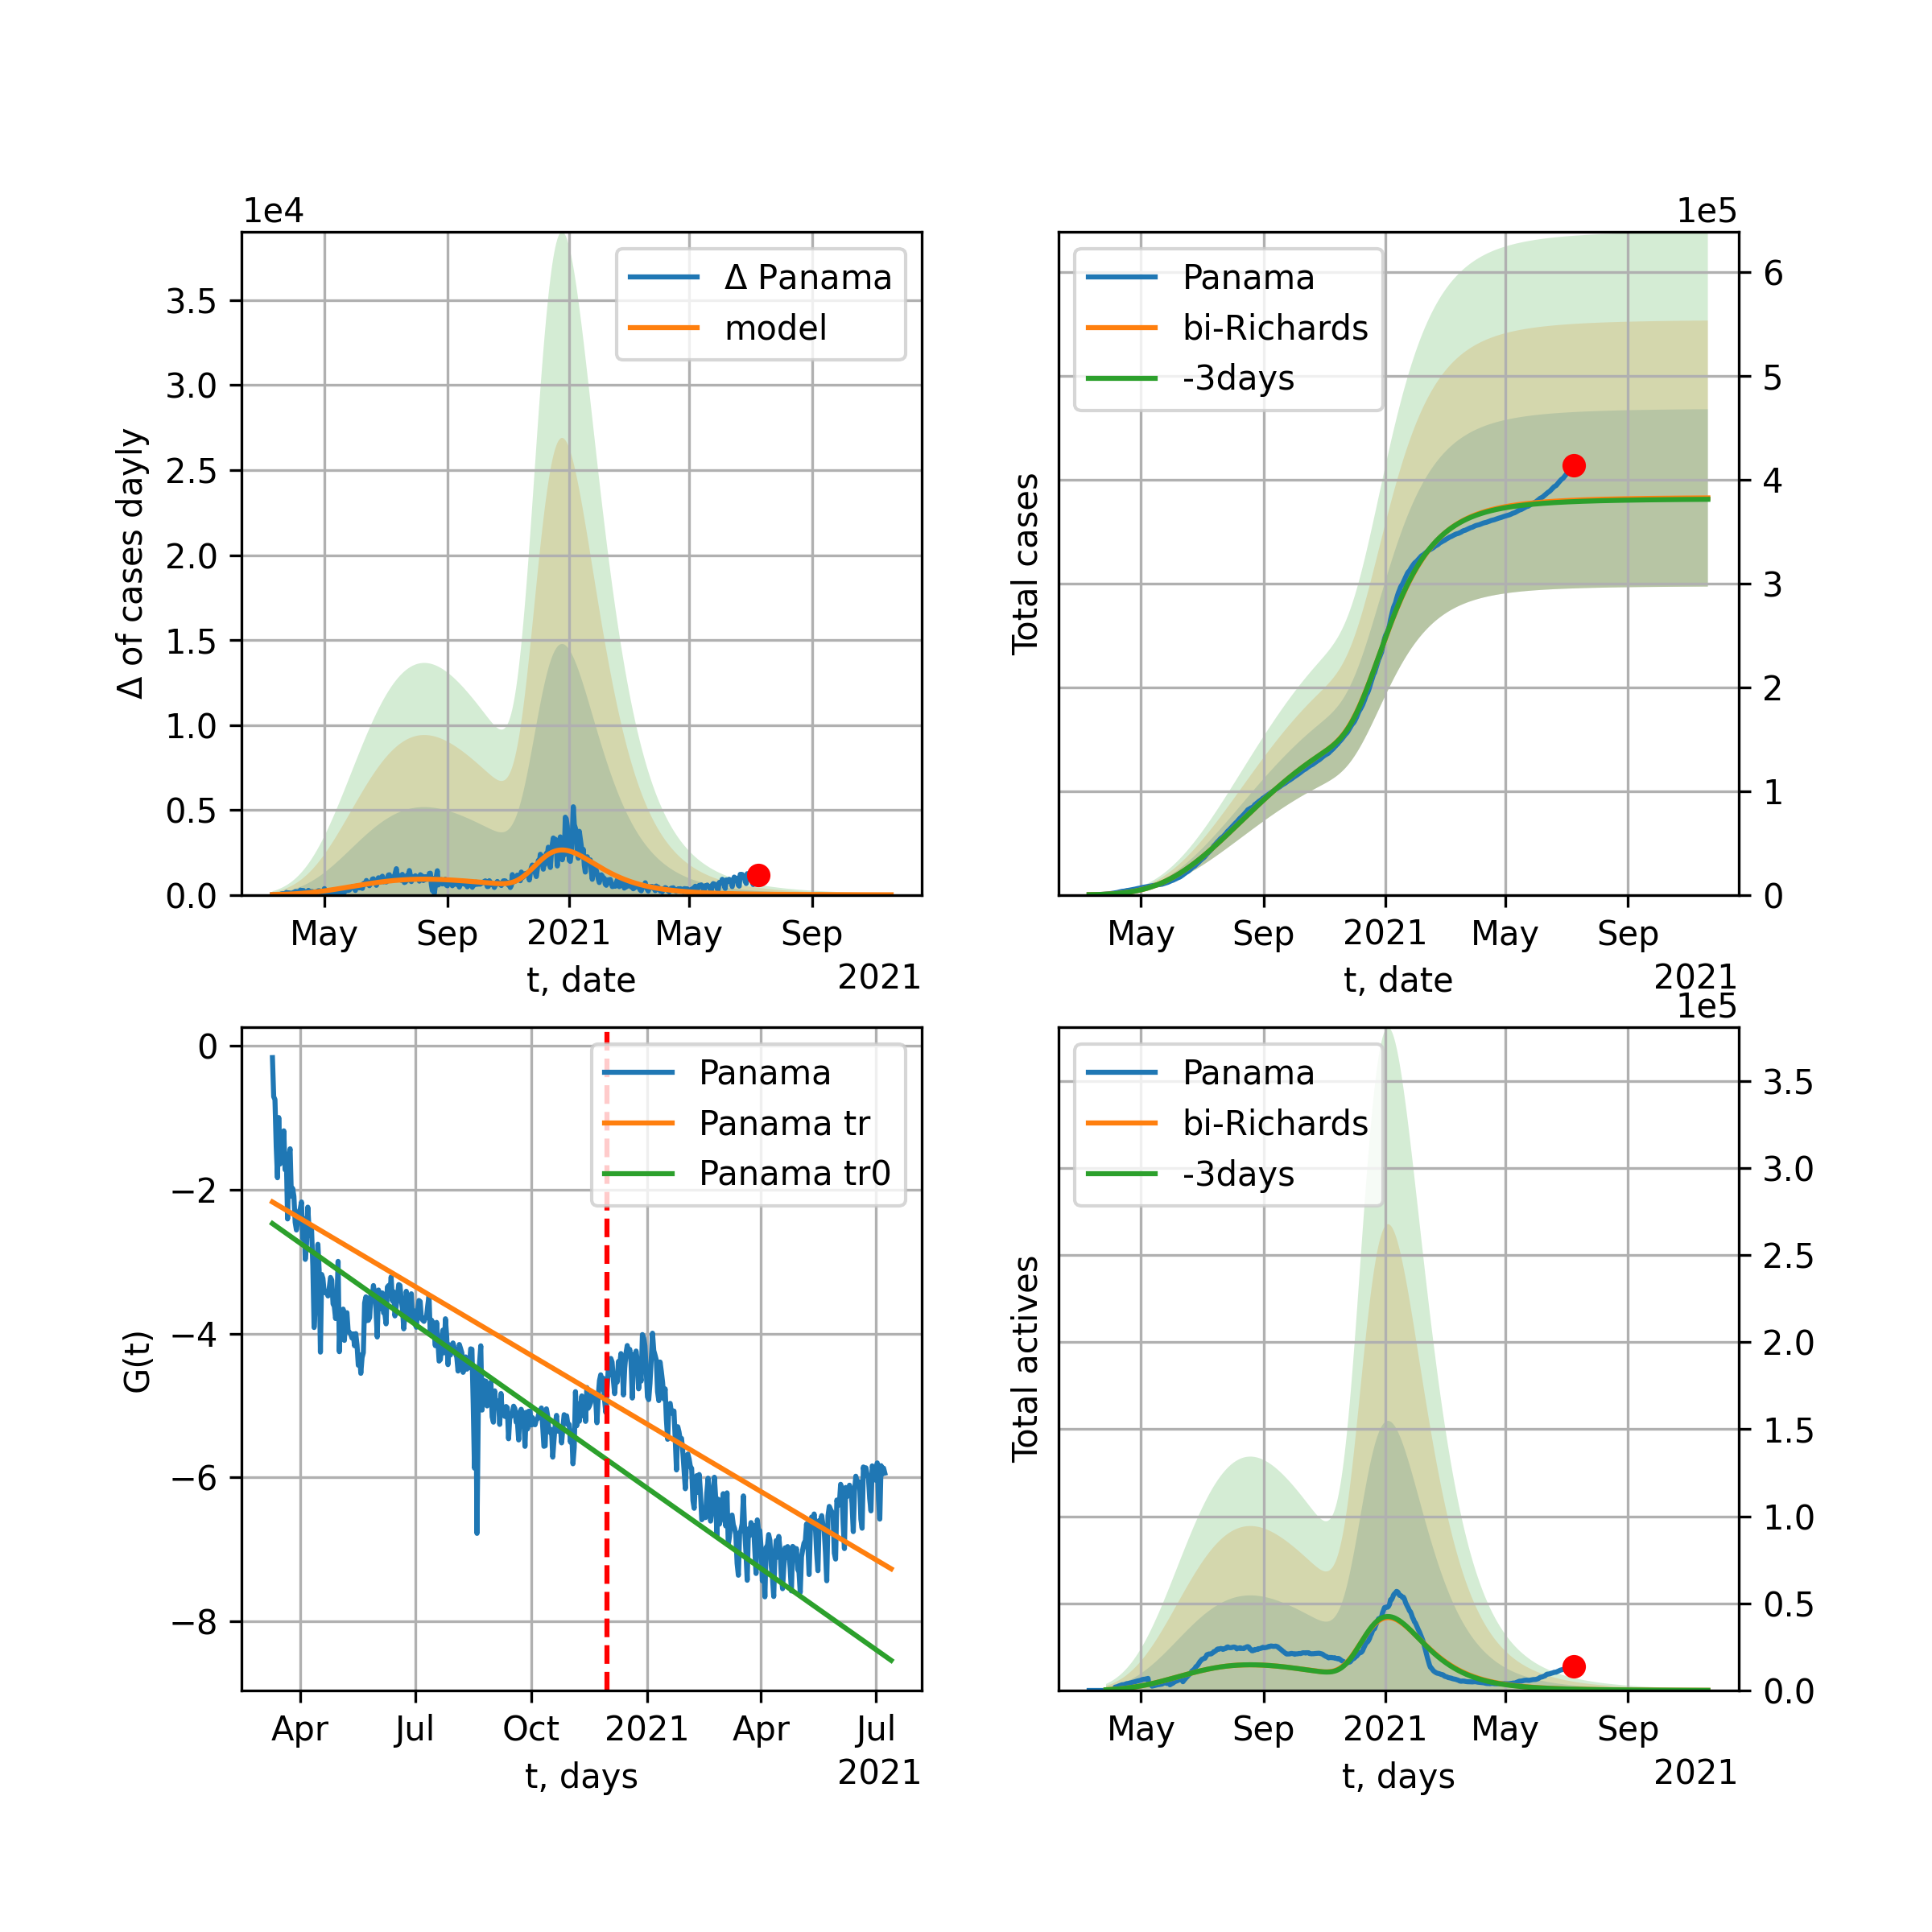 1e4
Δ of cases dayly
3.5
3.0
2.5
2.0
1.5
1.0
0.5
0.0
Δ Panama
model
May Sep 2021 May Sep
t, date
2021
1e5
Total cases
Panama
bi-Richards
-3days
6
5
4
3
2
1
0
May Sep 2021 May Sep
t, date
2021
G(t)
0
−2
−4
−6
−8
Panama
Panama tr
Panama tr0
Apr Jul Oct 2021 Apr Jul
t, days
2021
1e5
Total actives
Panama
bi-Richards
-3days
3.5
3.0
2.5
2.0
1.5
1.0
0.5
0.0
May Sep 2021 May Sep
t, days
2021